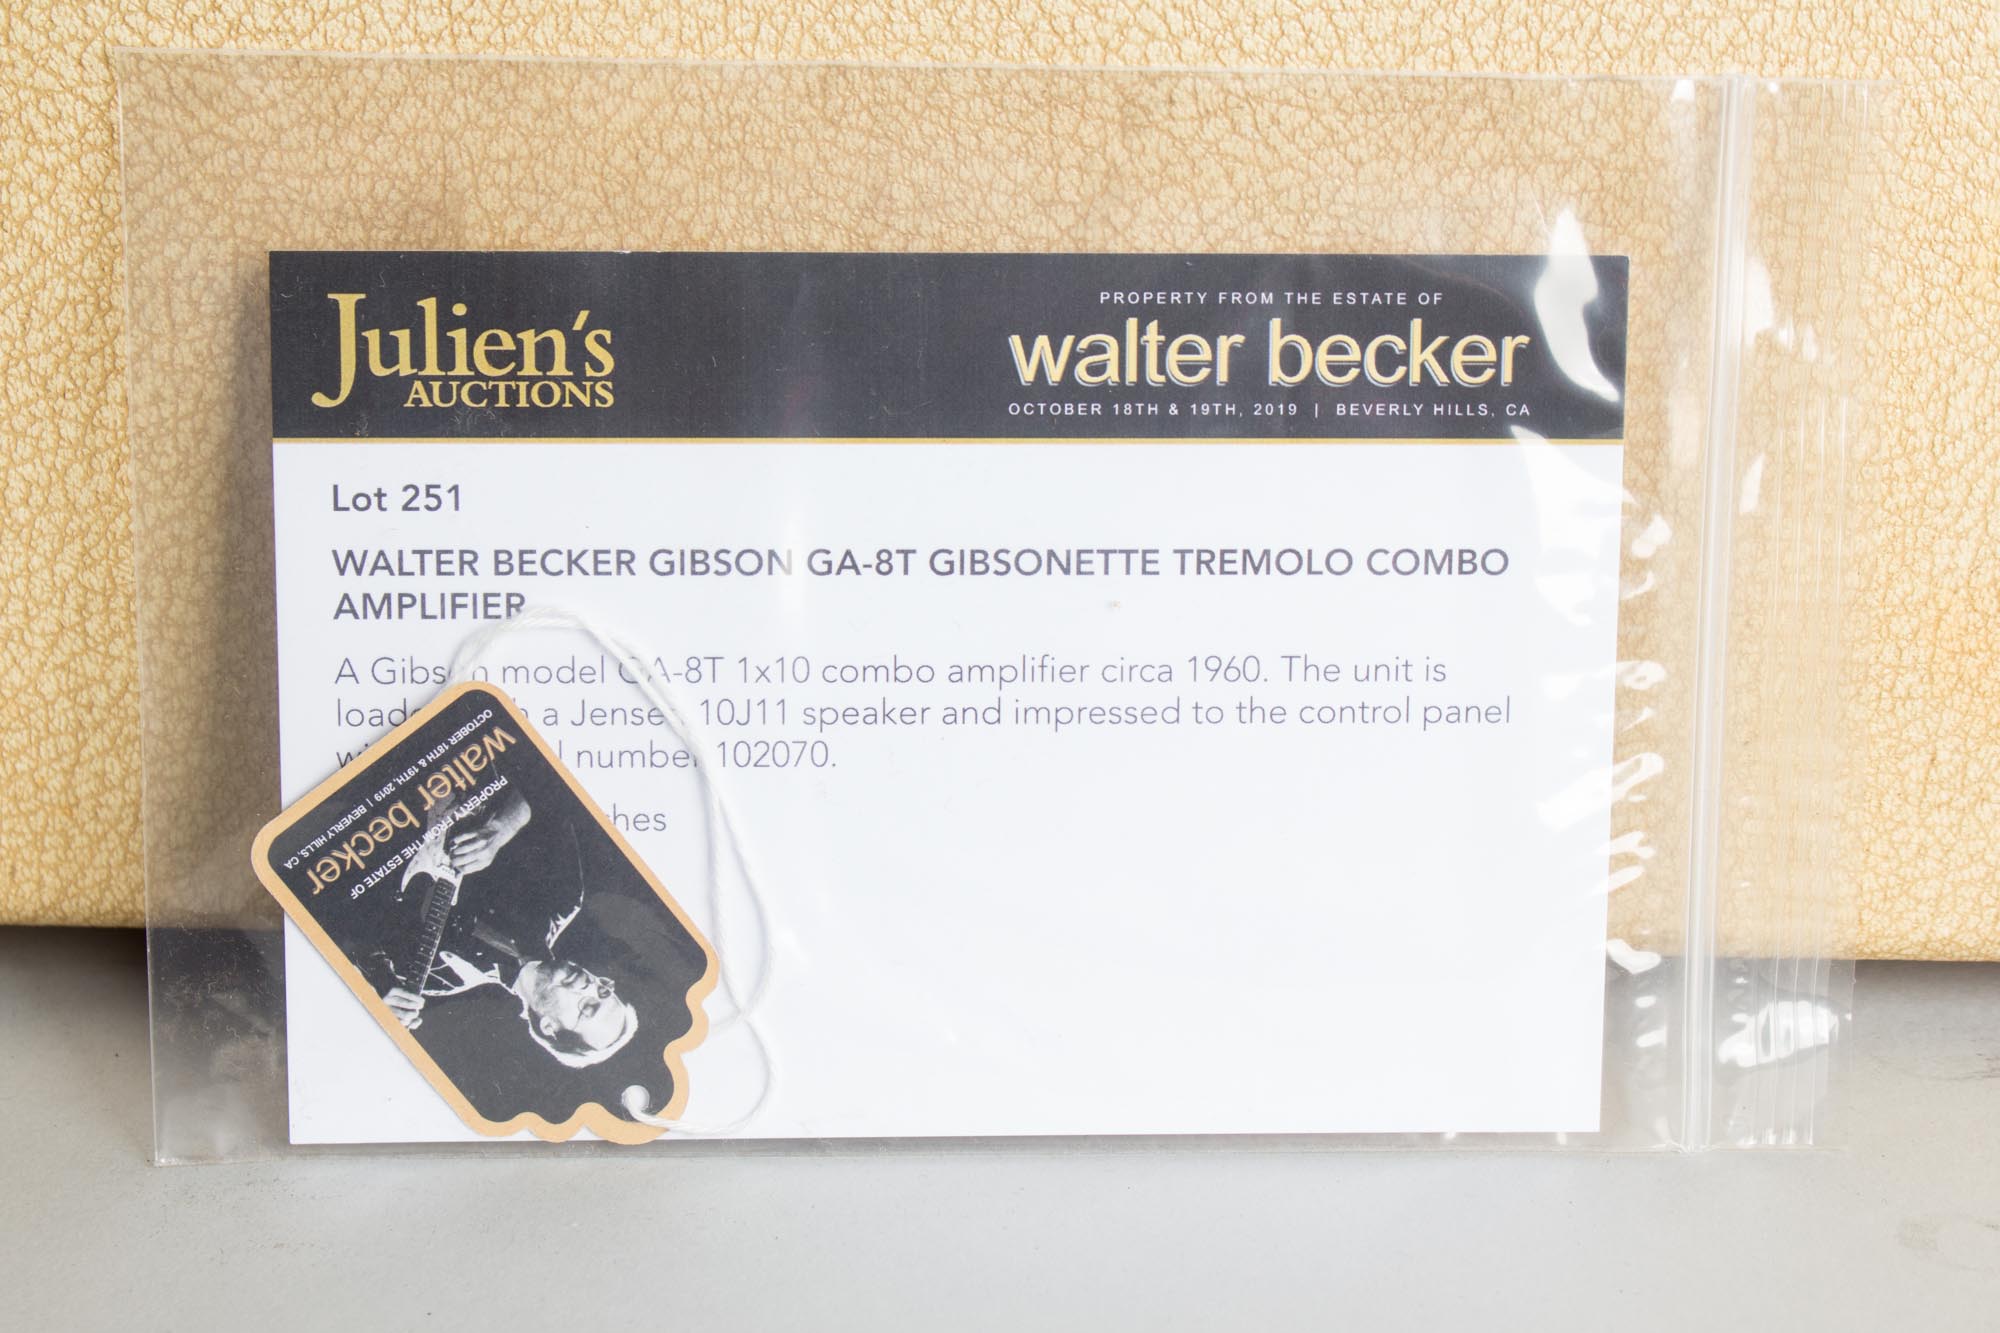 Julien's
AUCTIONS
PROPERTY FROM THE ESTATE OF
walter becker
OCTOBER 18TH & 19TH, 2019 | BEVERLY HILLS, CA
Lot 251
WALTER BECKER GIBSON GA-8T GIBSONETTE TREMOLO COMBO
AMPLIFIER
A model 1x10 combo amplifier circa 1960. The unit is
a 10J11 speaker and impressed to the control panel
number 102070.
PROPERTY FROM THE ESTATE OF
walter becker
OCTOBER 18TH & 19TH, 2019 | BEVERLY HILLS, CA